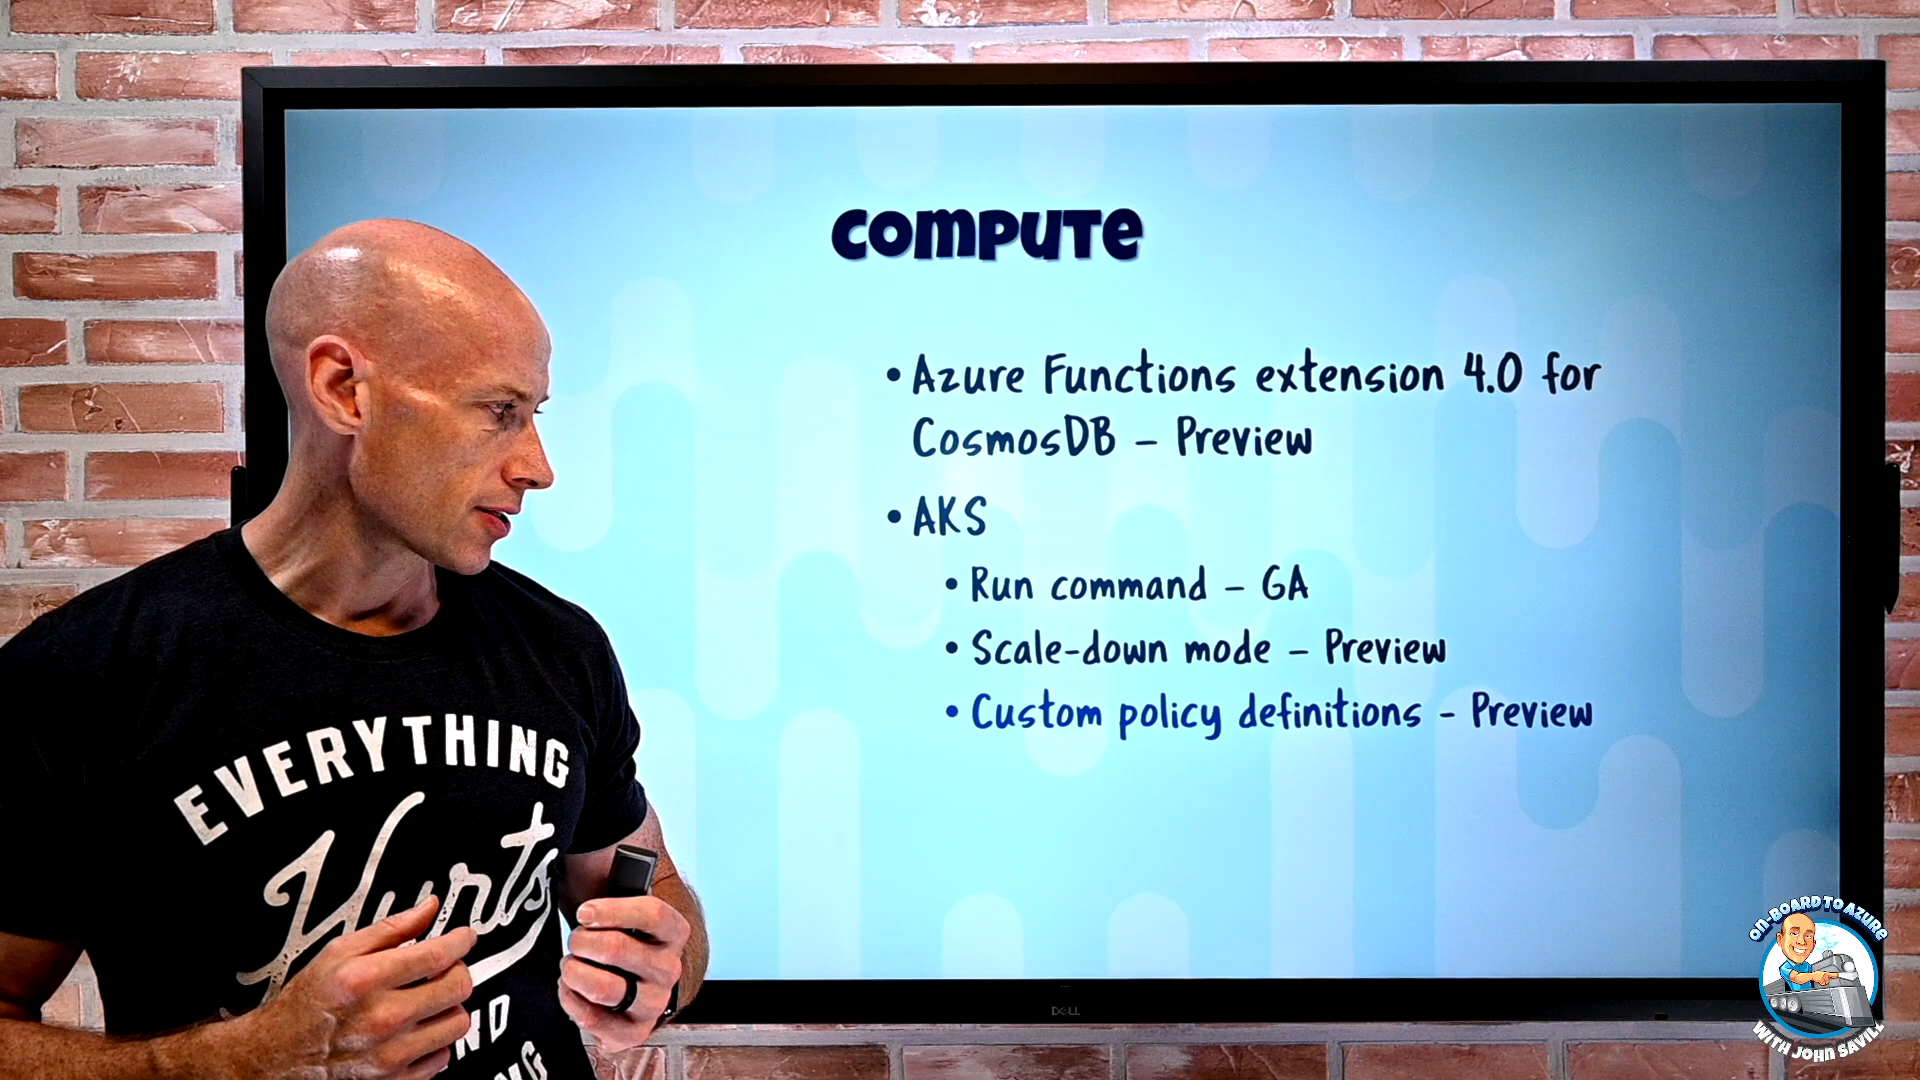 COMPUTE
• Azure Functions extension 4.0 for
CosmosDB – Preview
• AKS
• Run command – GA
• Scale-down mode – Preview
• Custom policy definitions - Preview
EVERYTHING
Hurts
DELL
ON-BOARD TO AZURE
WITH JOHN SAVILL